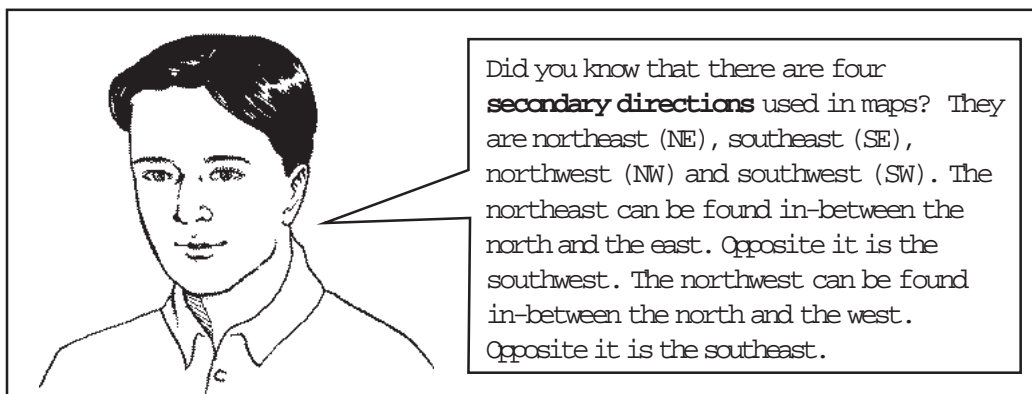 Did you know that there are four
secondary directions used in maps? They
are northeast (NE), southeast (SE),
northwest (NW) and southwest (SW). The
northeast can be found in-between the
north and the east. Opposite it is the
southwest. The northwest can be found
in-between the north and the west.
Opposite it is the southeast.